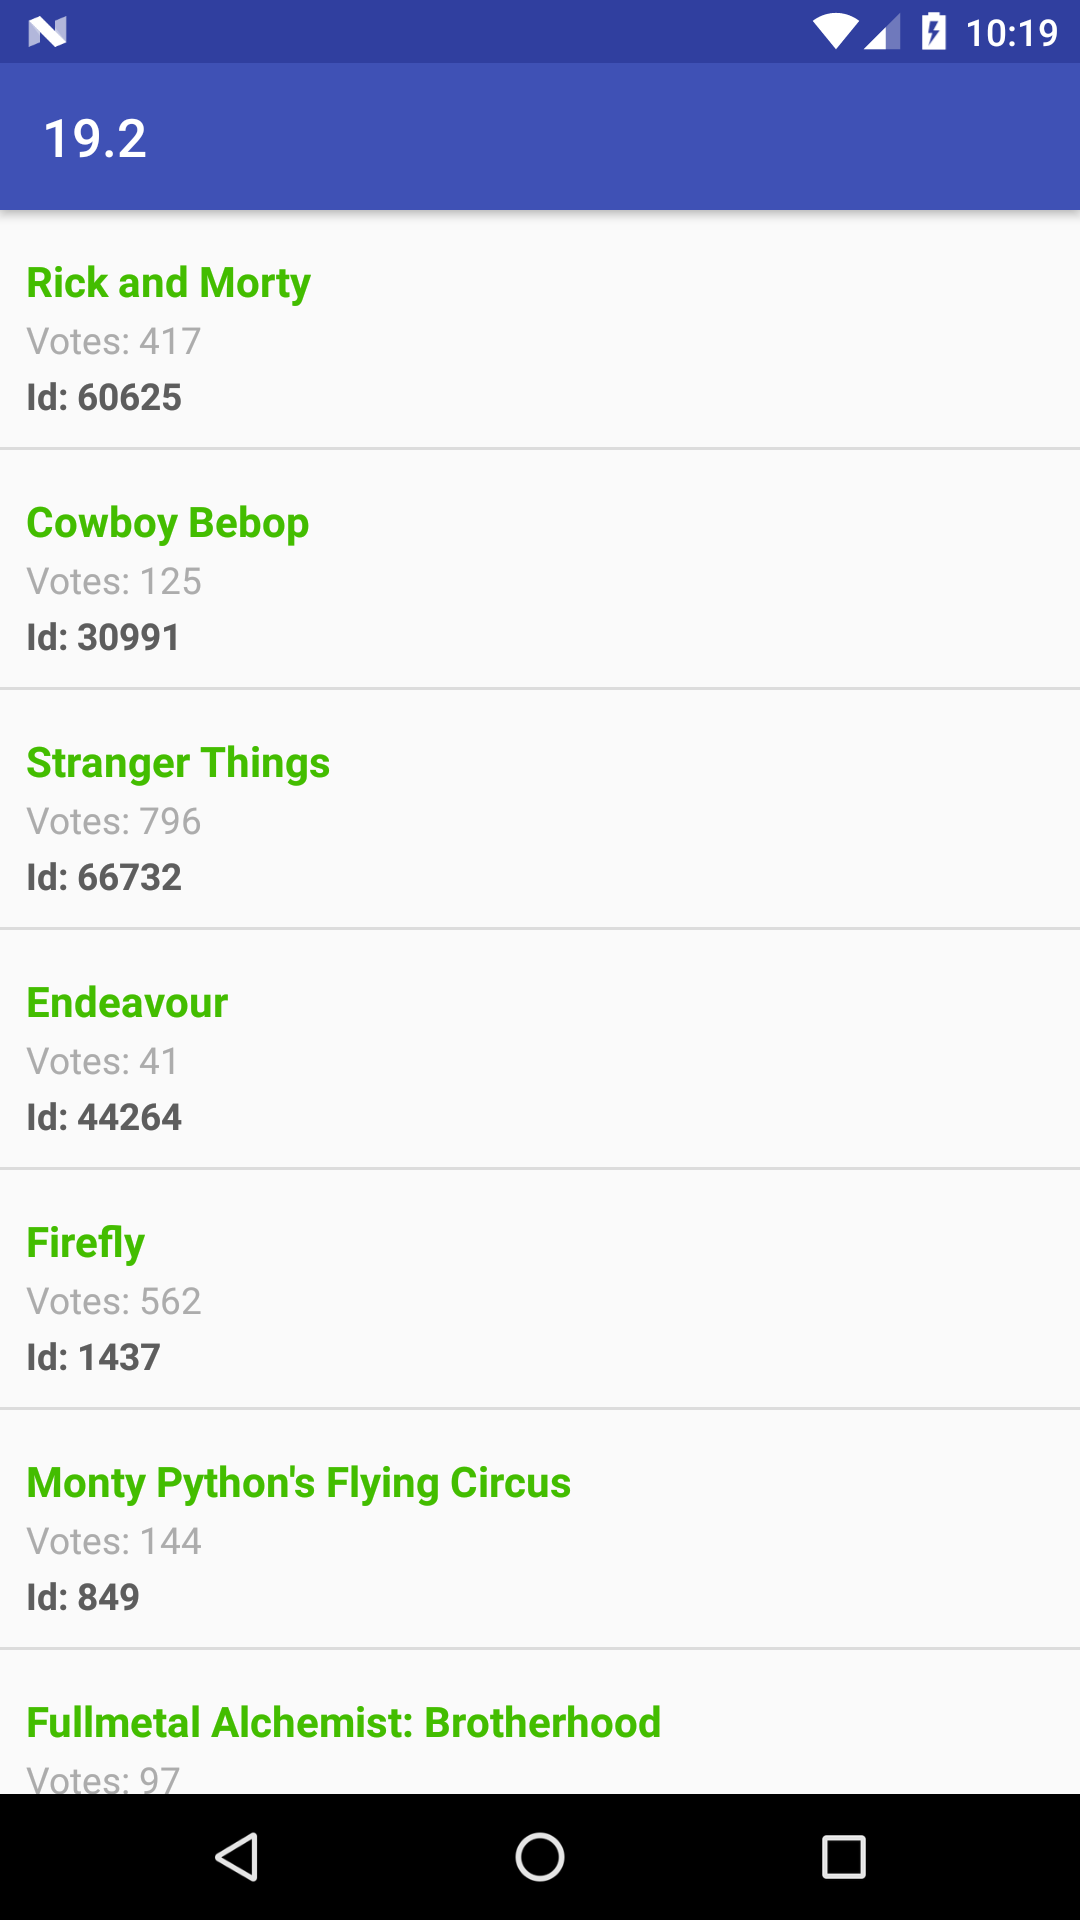 10:19
19.2
Rick and Morty
Votes: 417
Id: 60625
Cowboy Bebop
Votes: 125
Id: 30991
Stranger Things
Votes: 796
Id: 66732
Endeavour
Votes: 41
Id: 44264
Firefly
Votes: 562
Id: 1437
Monty Python's Flying Circus
Votes: 144
Id: 849
Fullmetal Alchemist: Brotherhood
Votes: 97